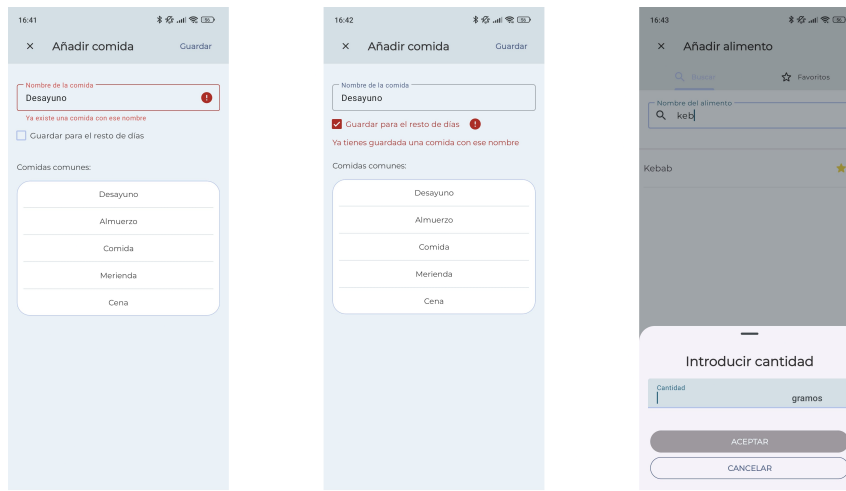 16:41
Añadir comida
Guardar
Nombre de la comida
Desayuno
Ya existe una comida con ese nombre
Guardar para el resto de días
Comidas comunes:
Desayuno
Almuerzo
Comida
Merienda
Cena
16:42
Añadir comida
Guardar
Nombre de la comida
Desayuno
Guardar para el resto de días
Ya tienes guardada una comida con ese nombre
Comidas comunes:
Desayuno
Almuerzo
Comida
Merienda
Cena
16:43
Añadir alimento
Buscar
Favoritos
Nombre del alimento
keb
Kebab
Introducir cantidad
Cantidad
gramos
ACEPTAR
CANCELAR